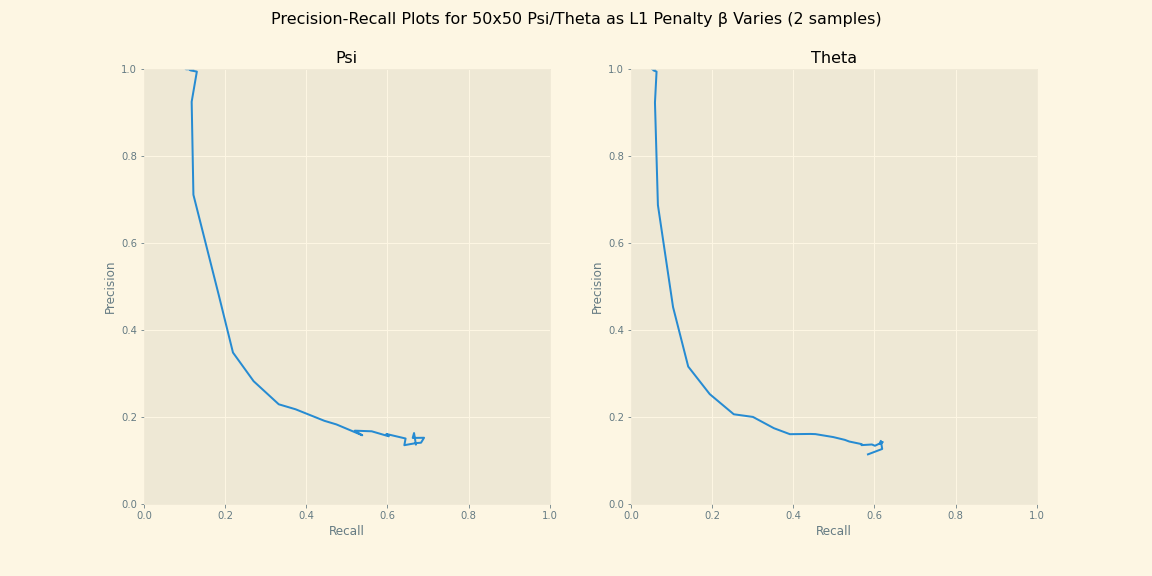 Precision-Recall Plots for 50x50 Psi/Theta as L1 Penalty β Varies (2 samples)
Psi
1.0
0.8
0.6
0.4
0.2
0.0
Precision
0.0 0.2 0.4 0.6 0.8 1.0
Recall
Theta
1.0
0.8
0.6
0.4
0.2
0.0
Precision
0.0 0.2 0.4 0.6 0.8 1.0
Recall